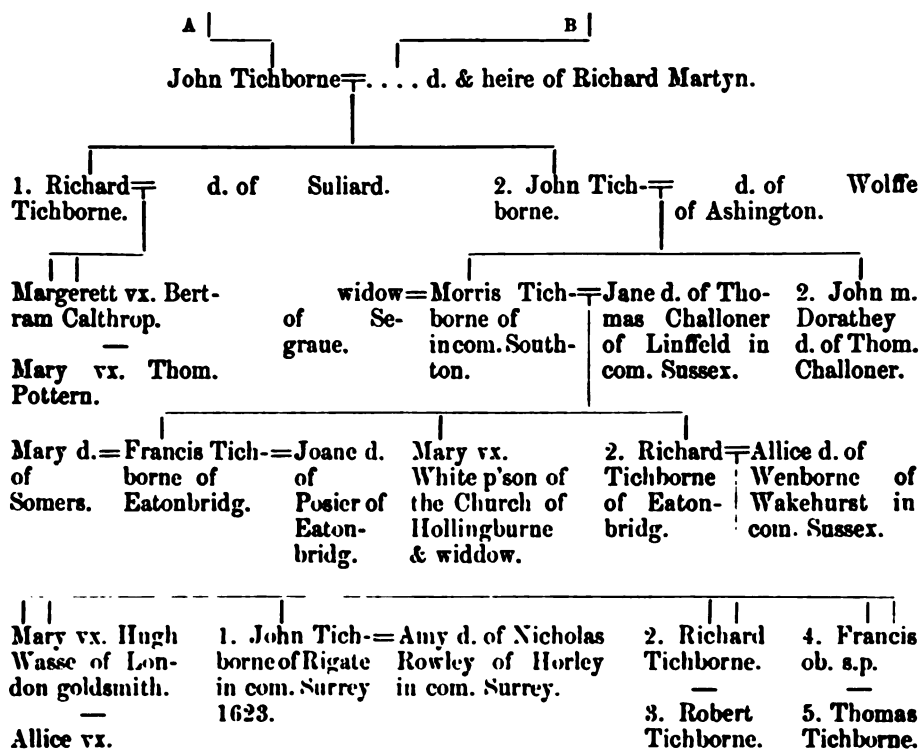 A B
John Tichborne=. . . . d. & heire of Richard Martyn.
1. Richard= d. of Suliard.
Tichborne.
2. John Tich-= d. of Wolffe
borne. of Ashington.
Margerett vx. Bert-
ram Calthrop.
—
Mary vx. Thom.
Pottern.
widow=
of Se-
graue.
Morris Tich-=
borne of
in com. South-
ton.
Jane d. of Tho-
mas Challoner
of Linffeld in
com. Sussex.
2. John m.
Dorathey
d. of Thom.
Challoner.
Mary d.=
of
Somers.
Francis Tich-=
borne of
Eatonbridg.
Joane d.
of
Posier of
Eaton-
bridg.
Mary vx.
White p'son of
the Church of
Hollingburne
& widdow.
2. Richard=
Tichborne
of Eaton-
bridg.
Allice d. of
Wenborne of
Wakehurst in
com. Sussex.
Mary vx. Hugh
Wasse of Lon-
don goldsmith.
—
Allice vx.
1. John Tich-=
borne of Rigate
in com. Surrey
1623.
Amy d. of Nicholas
Rowley of Horley
in com. Surrey.
2. Richard
Tichborne.
—
3. Robert
Tichborne.
4. Francis
ob. s.p.
—
5. Thomas
Tichborne.